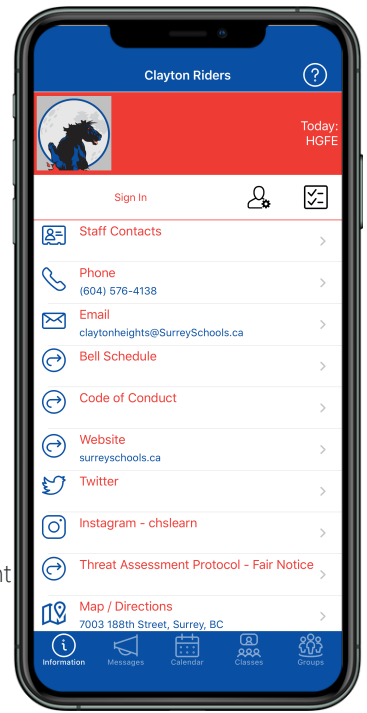 Clayton Riders
?
Today:
HGFE
Sign In
Staff Contacts
Phone
(604) 576-4138
Email
claytonheights@SurreySchools.ca
Bell Schedule
Code of Conduct
Website
surreyschools.ca
Twitter
Instagram - chslearn
Threat Assessment Protocol - Fair Notice
Map / Directions
7003 188th Street, Surrey, BC
Information Messages Calendar Classes Groups